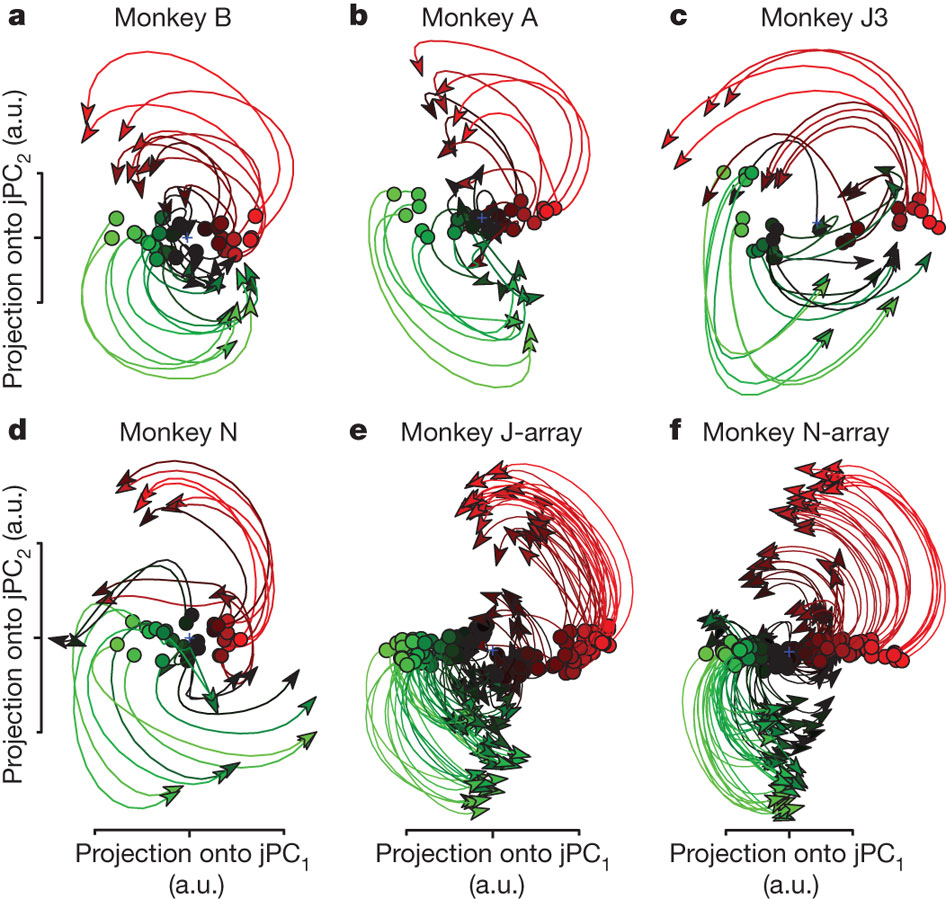 a Monkey B
b Monkey A
c Monkey J3
Projection onto jPC2 (a.u.)
d Monkey N
e Monkey J-array
f Monkey N-array
Projection onto jPC2 (a.u.)
Projection onto jPC1
(a.u.)
Projection onto jPC1
(a.u.)
Projection onto jPC1
(a.u.)